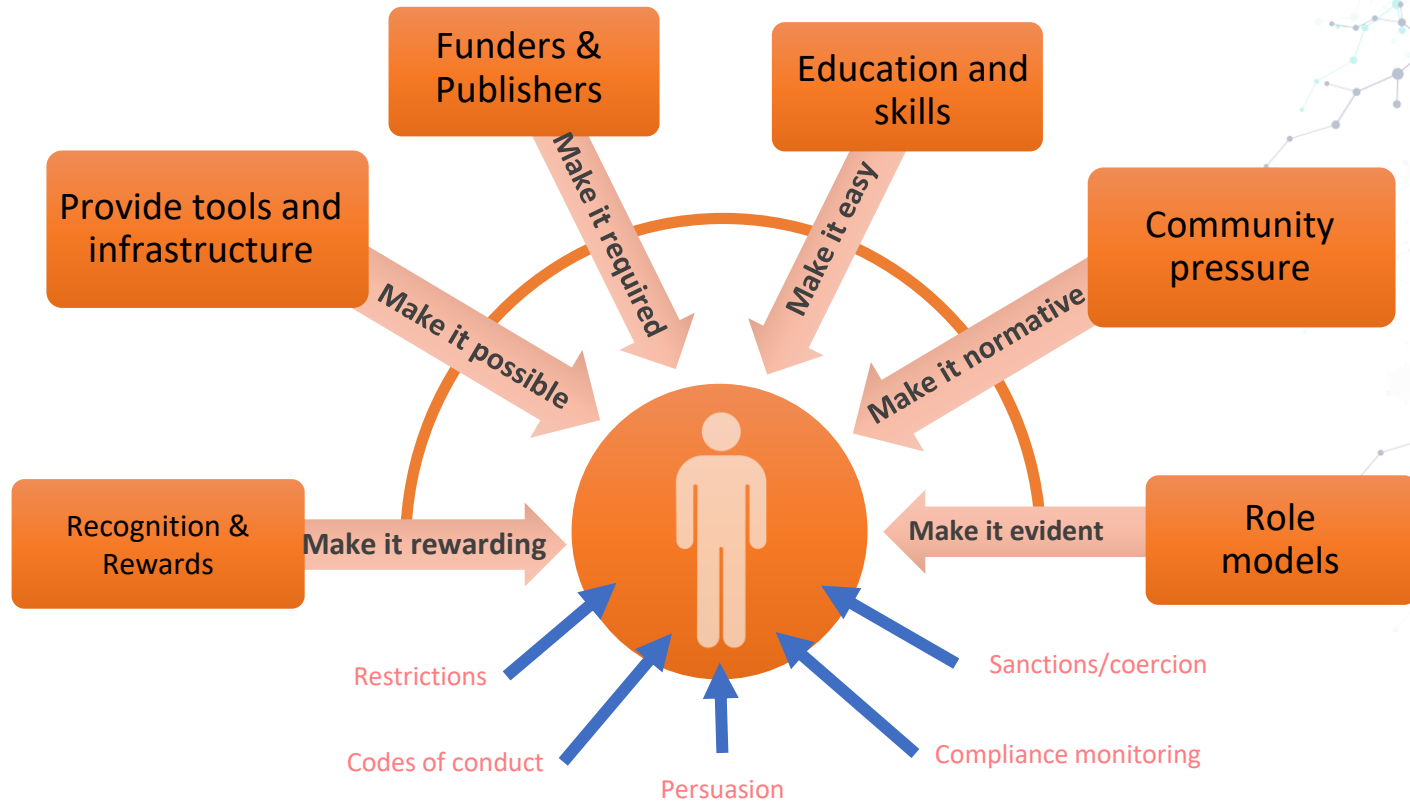 Funders &
Publishers
Education and
skills
Provide tools and
infrastructure
Community
pressure
Make it required
Make it easy
Make it possible
Make it normative
Recognition &
Rewards
Make it rewarding
Make it evident
Role
models
Restrictions
Sanctions/coercion
Codes of conduct
Compliance monitoring
Persuasion